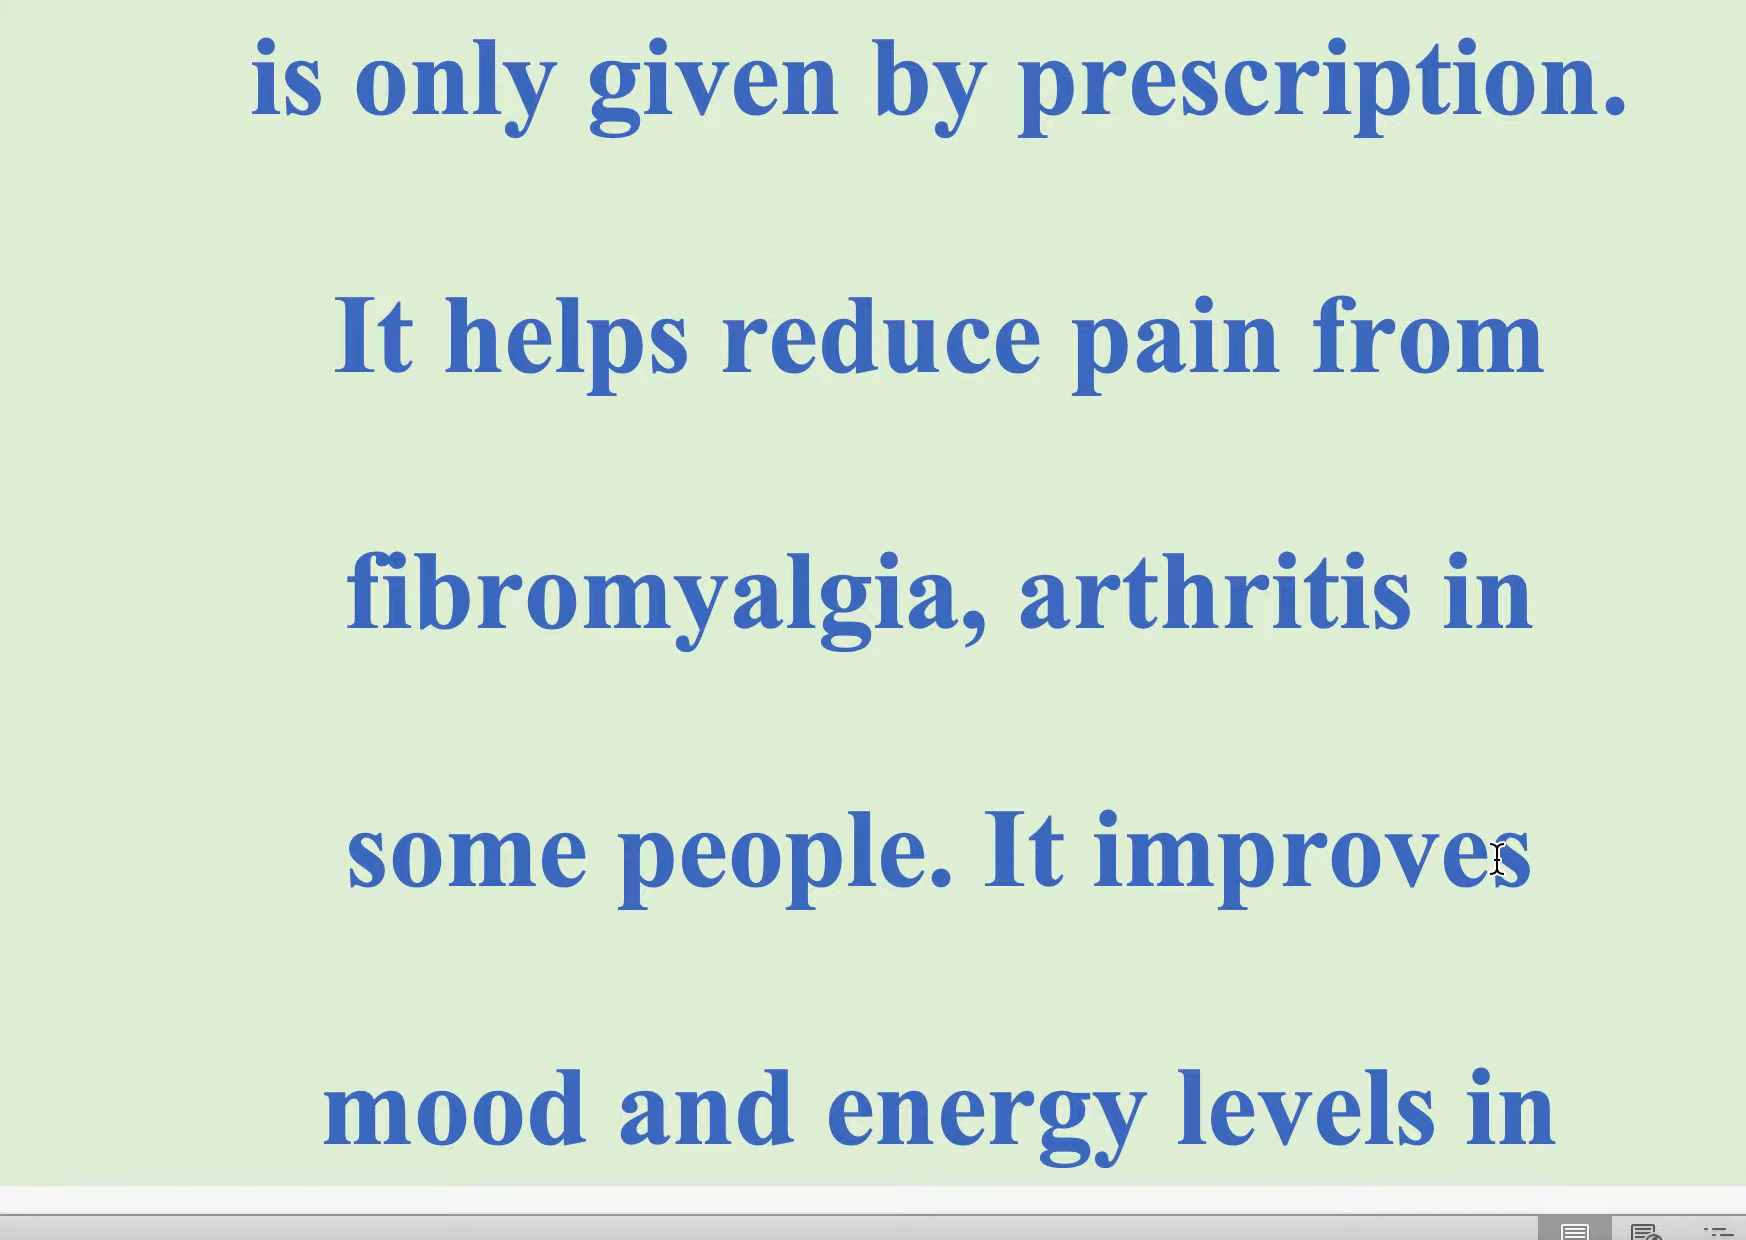 is only given by prescription.
It helps reduce pain from
fibromyalgia, arthritis in
some people. It improves
mood and energy levels in